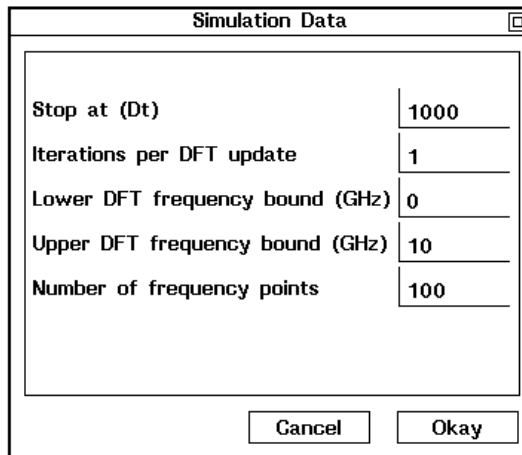 Simulation Data
Stop at (Dt) 1000
Iterations per DFT update 1
Lower DFT frequency bound (GHz) 0
Upper DFT frequency bound (GHz) 10
Number of frequency points 100
Cancel Okay